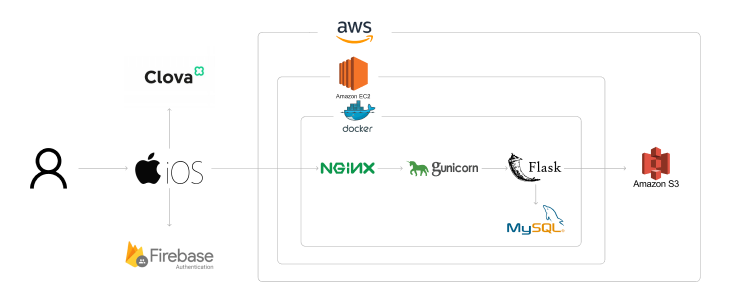 aws
Clova X
Amazon EC2
docker
iOS
NGINX
gunicorn
Flask
Amazon S3
MySQL
Firebase
Authentication